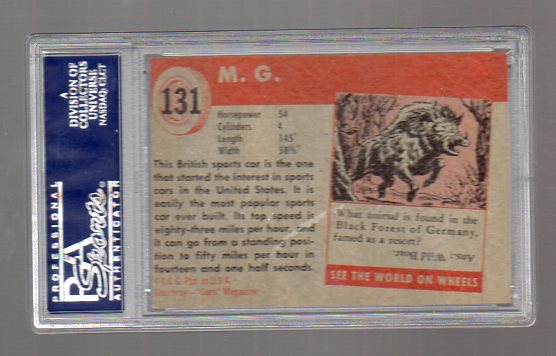 A
DIVISION OF
COLLECTORS
UNIVERSE
NASDAQ: CLCT
PROFESSIONAL
PSA
Sports
AUTHENTICATOR
131
M. G.
Horsepower 54
Cylinders 4
Length 145"
Width 58⅝"
This British sports car is the one
that started the interest in sports
cars in the United States. It is
easily the most popular sports
car ever built. Its top speed is
eighty-three miles per hour, and
it can go from a standing position
to fifty miles per hour in
fourteen and one half seconds.
©T.C.G. Ptd. in U.S.A.
Courtesy—"Cars" Magazine
What animal is found in the
Black Forest of Germany,
famed as a resort?
Ans: Wild Boar.
SEE THE WORLD ON WHEELS